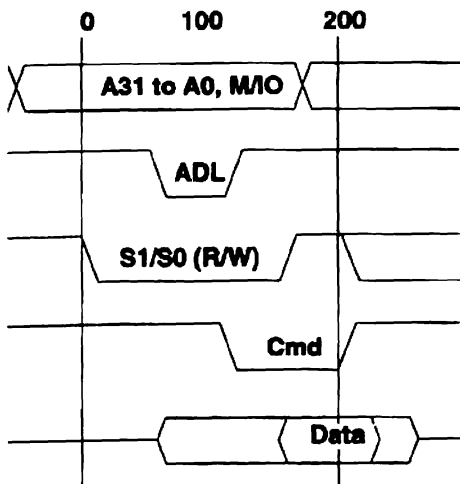 0 100 200
A31 to A0, M/IO
ADL
S1/S0 (R/W)
Cmd
Data